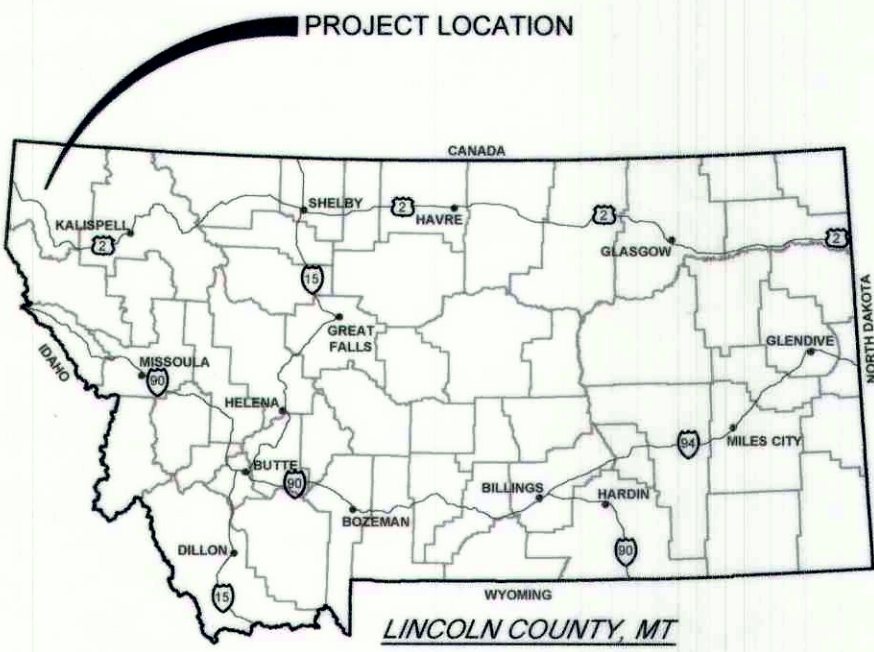 PROJECT LOCATION
CANADA
SHELBY
2
HAVRE
2
KALISPELL
2
GLASGOW
2
15
GREAT
FALLS
NORTH DAKOTA
GLENDIVE
IDAHO
MISSOULA
90
HELENA
94
MILES CITY
BUTTE
90
BILLINGS
HARDIN
BOZEMAN
DILLON
90
15
WYOMING
LINCOLN COUNTY, MT